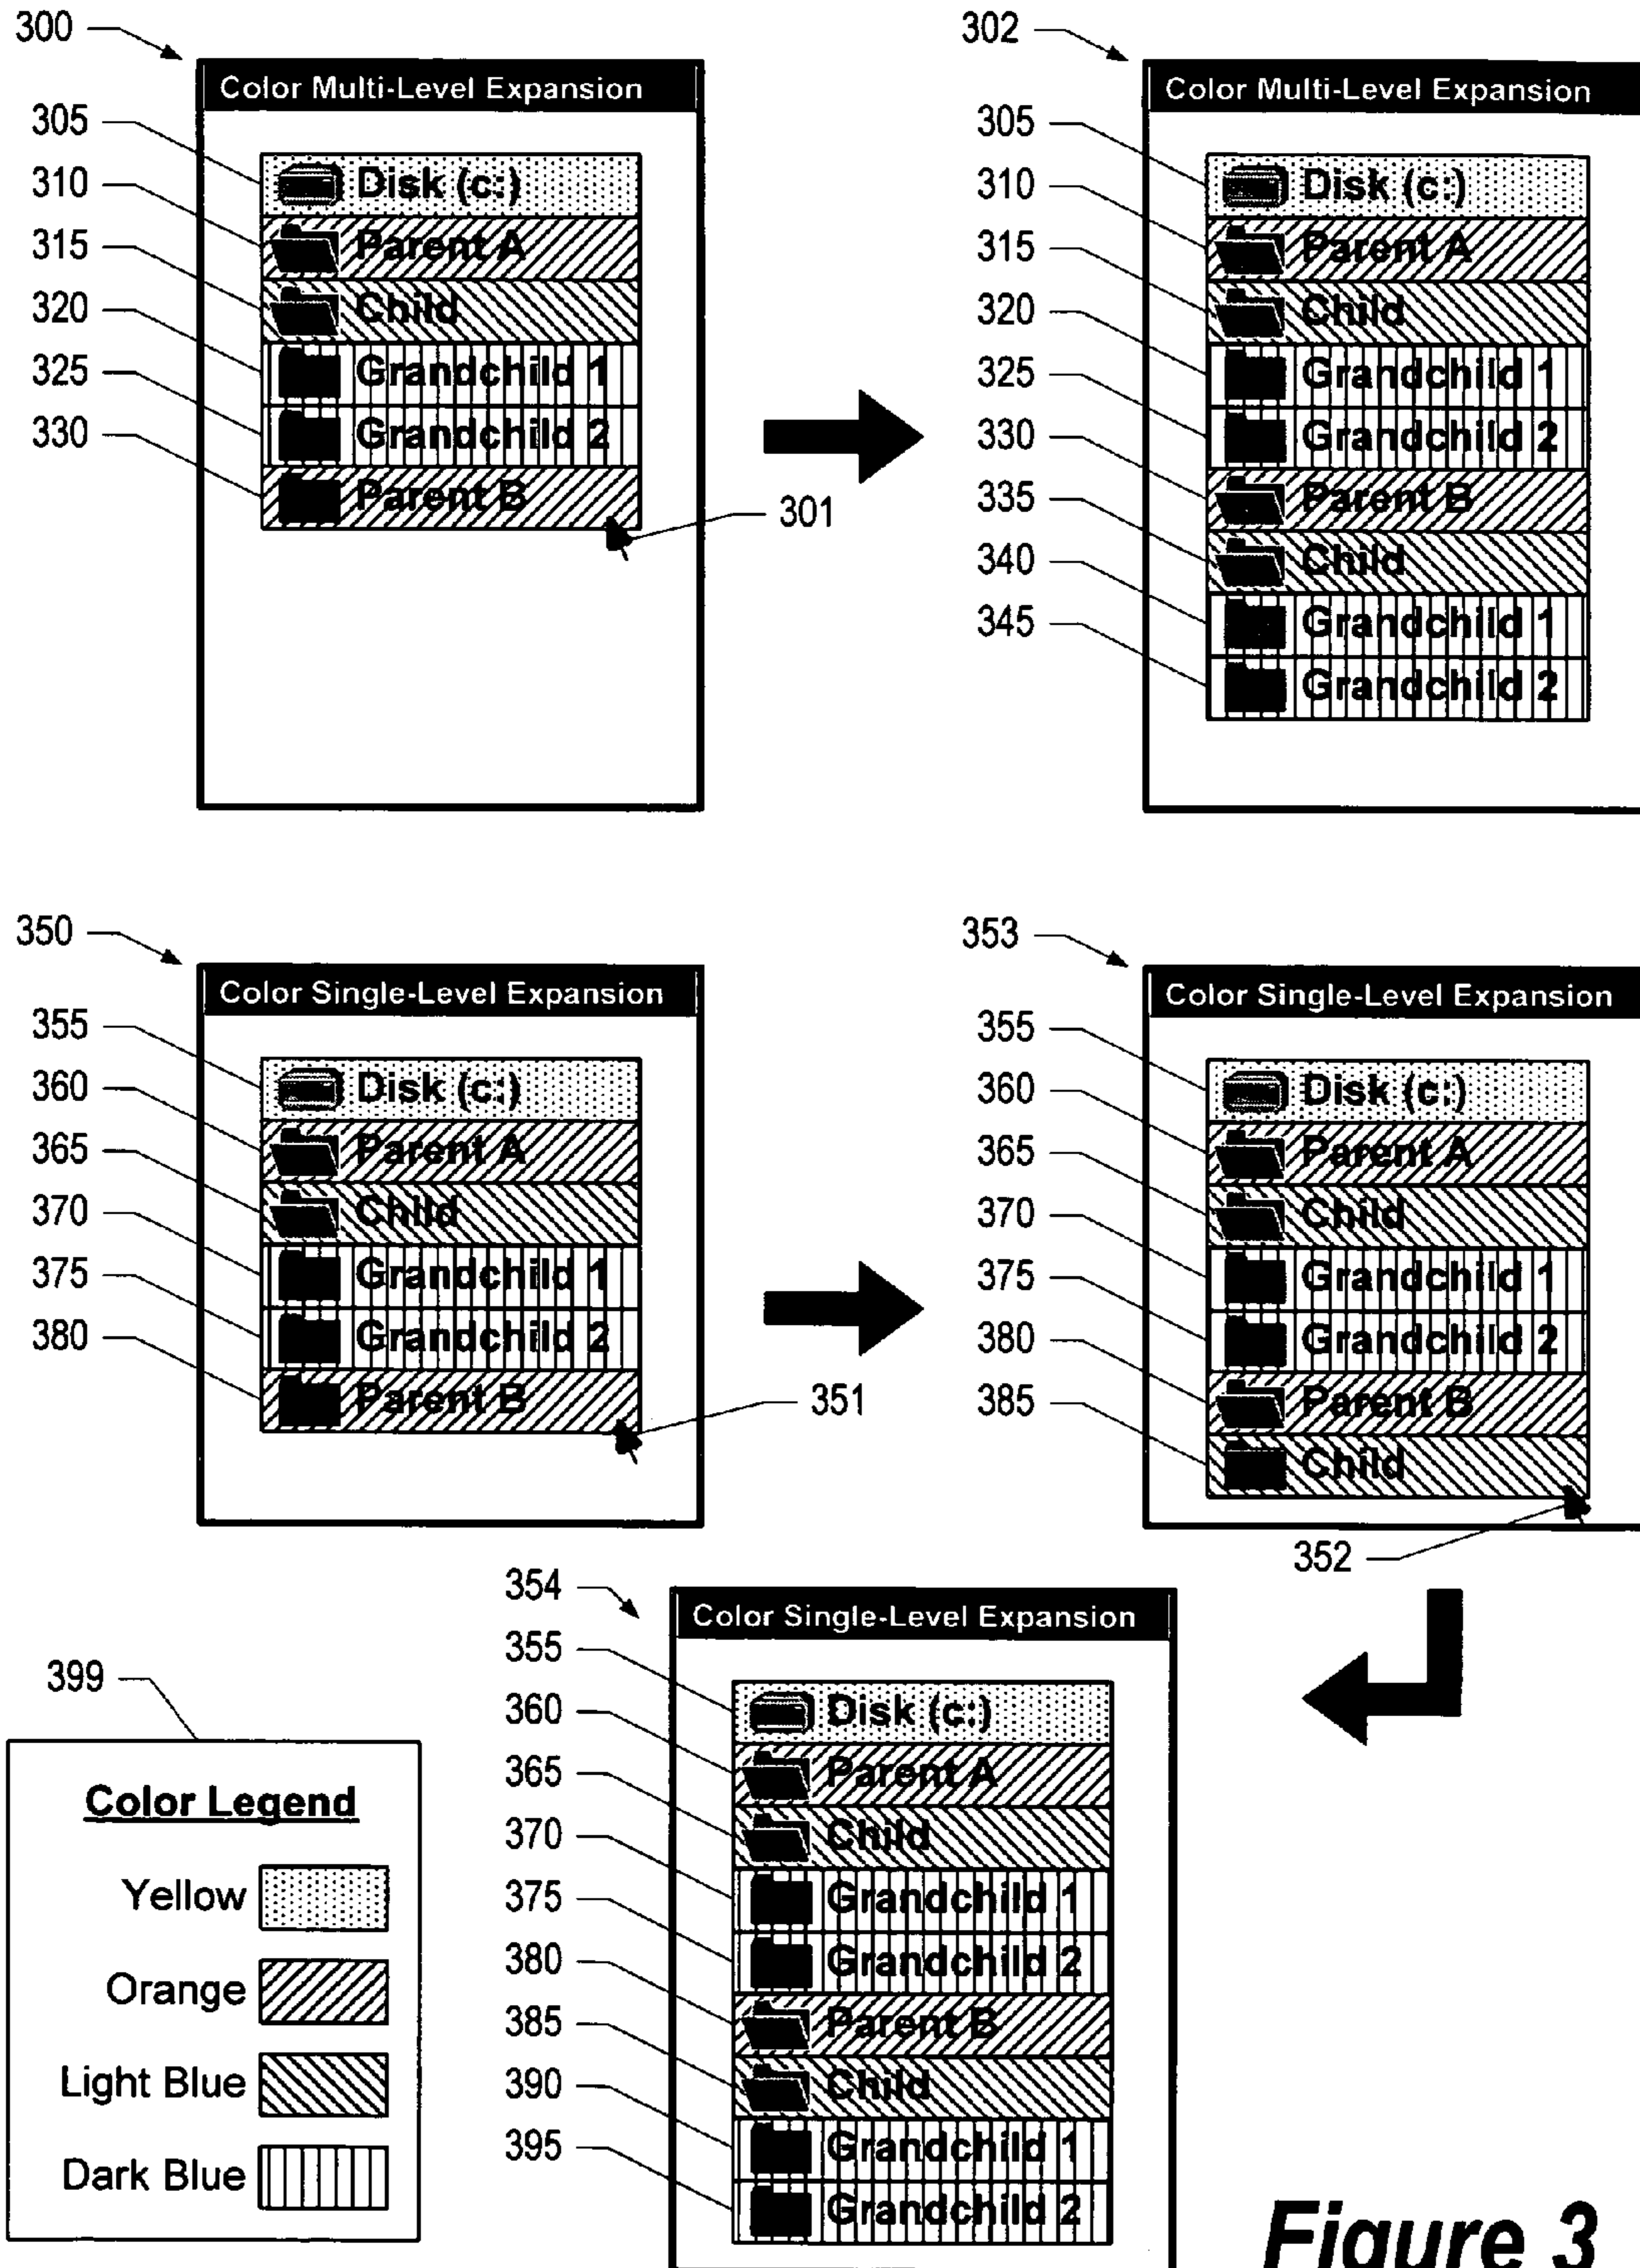 300
Color Multi-Level Expansion
305
Disk (c:)
310
Parent A
315
Child
320
Grandchild 1
325
Grandchild 2
330
Parent B
301
302
Color Multi-Level Expansion
305
Disk (c:)
310
Parent A
315
Child
320
Grandchild 1
325
Grandchild 2
330
Parent B
335
Child
340
Grandchild 1
345
Grandchild 2
350
Color Single-Level Expansion
355
Disk (c:)
360
Parent A
365
Child
370
Grandchild 1
375
Grandchild 2
380
Parent B
351
353
Color Single-Level Expansion
355
Disk (c:)
360
Parent A
365
Child
370
Grandchild 1
375
Grandchild 2
380
Parent B
385
Child
352
354
Color Single-Level Expansion
355
Disk (c:)
360
Parent A
365
Child
370
Grandchild 1
375
Grandchild 2
380
Parent B
385
Child
390
Grandchild 1
395
Grandchild 2
399
Color Legend
Yellow
Orange
Light Blue
Dark Blue
Figure 3